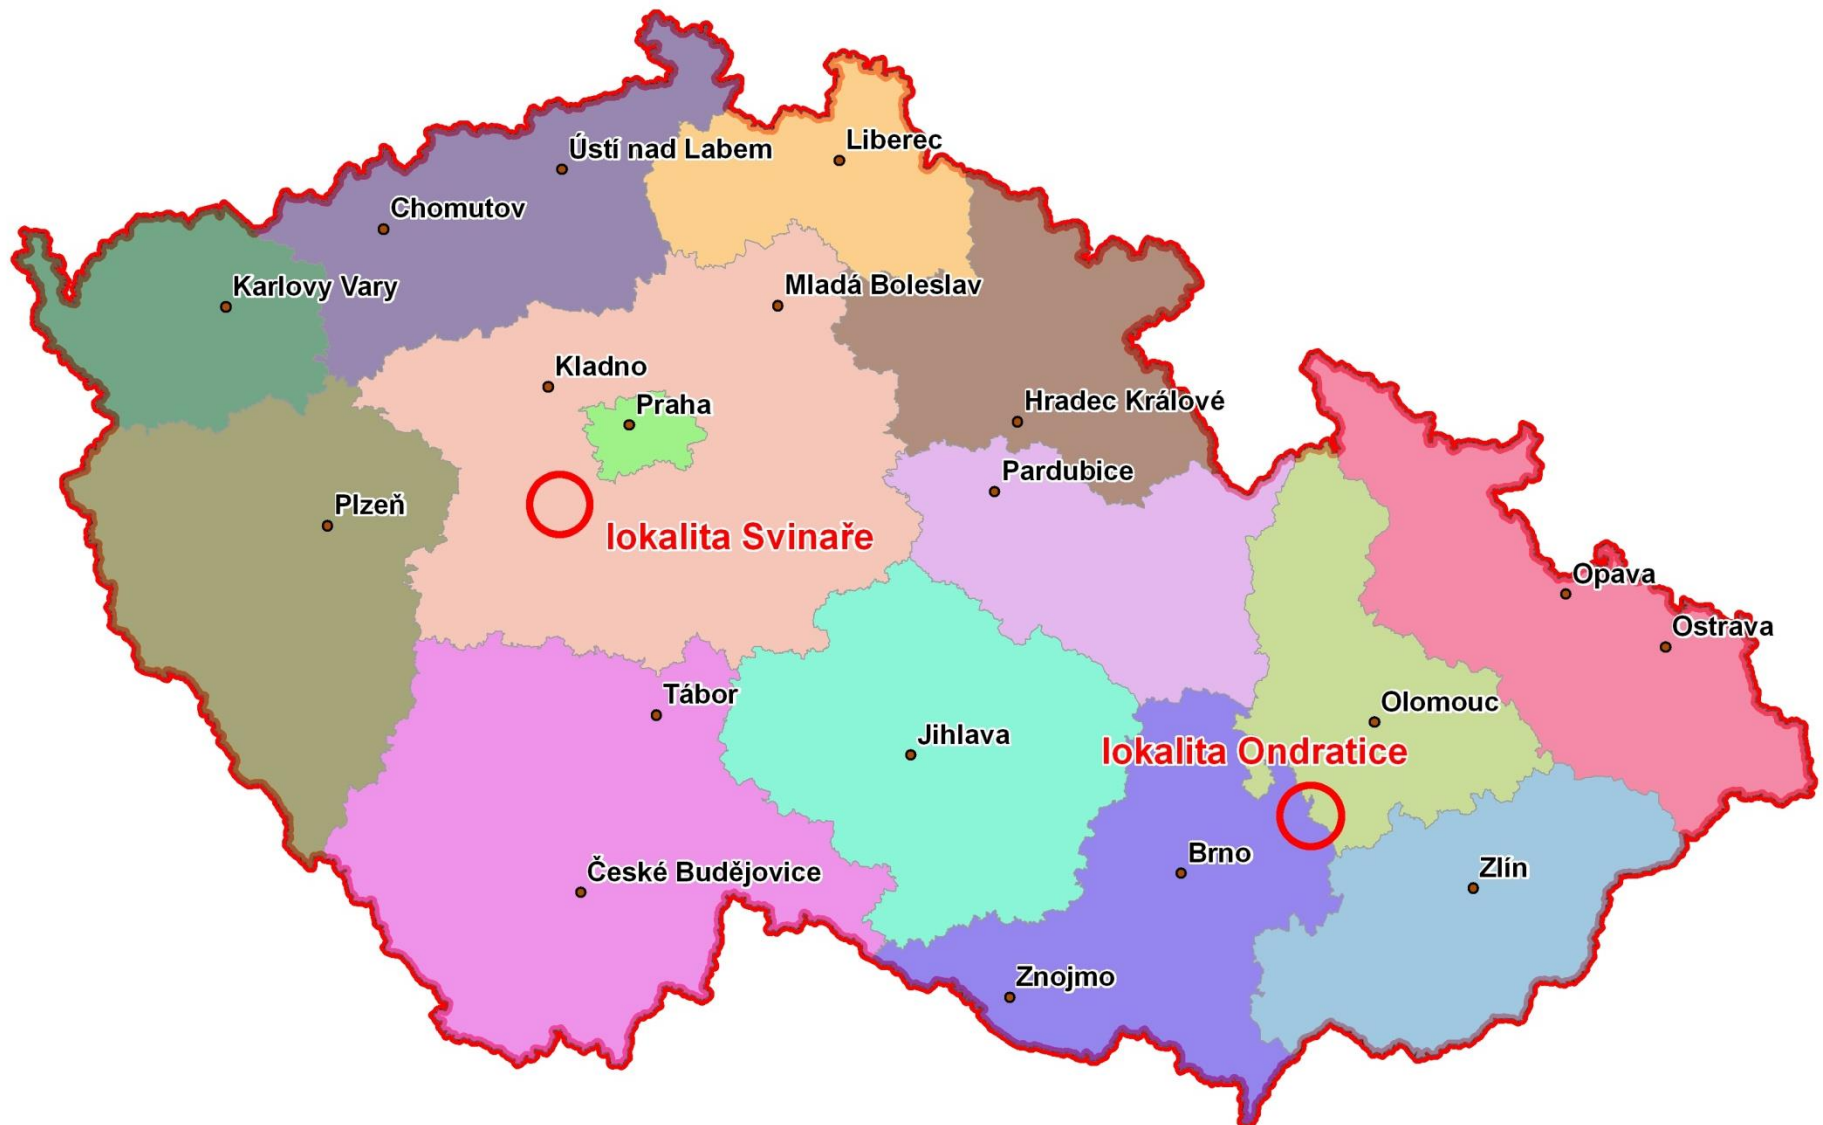 Liberec
Ústí nad Labem
Chomutov
Karlovy Vary
Mladá Boleslav
Kladno
Praha
Hradec Králové
Pardubice
Plzeň
lokalita Svinaře
Opava
Ostrava
Tábor
Olomouc
Jihlava
lokalita Ondratice
Brno
České Budějovice
Zlín
Znojmo